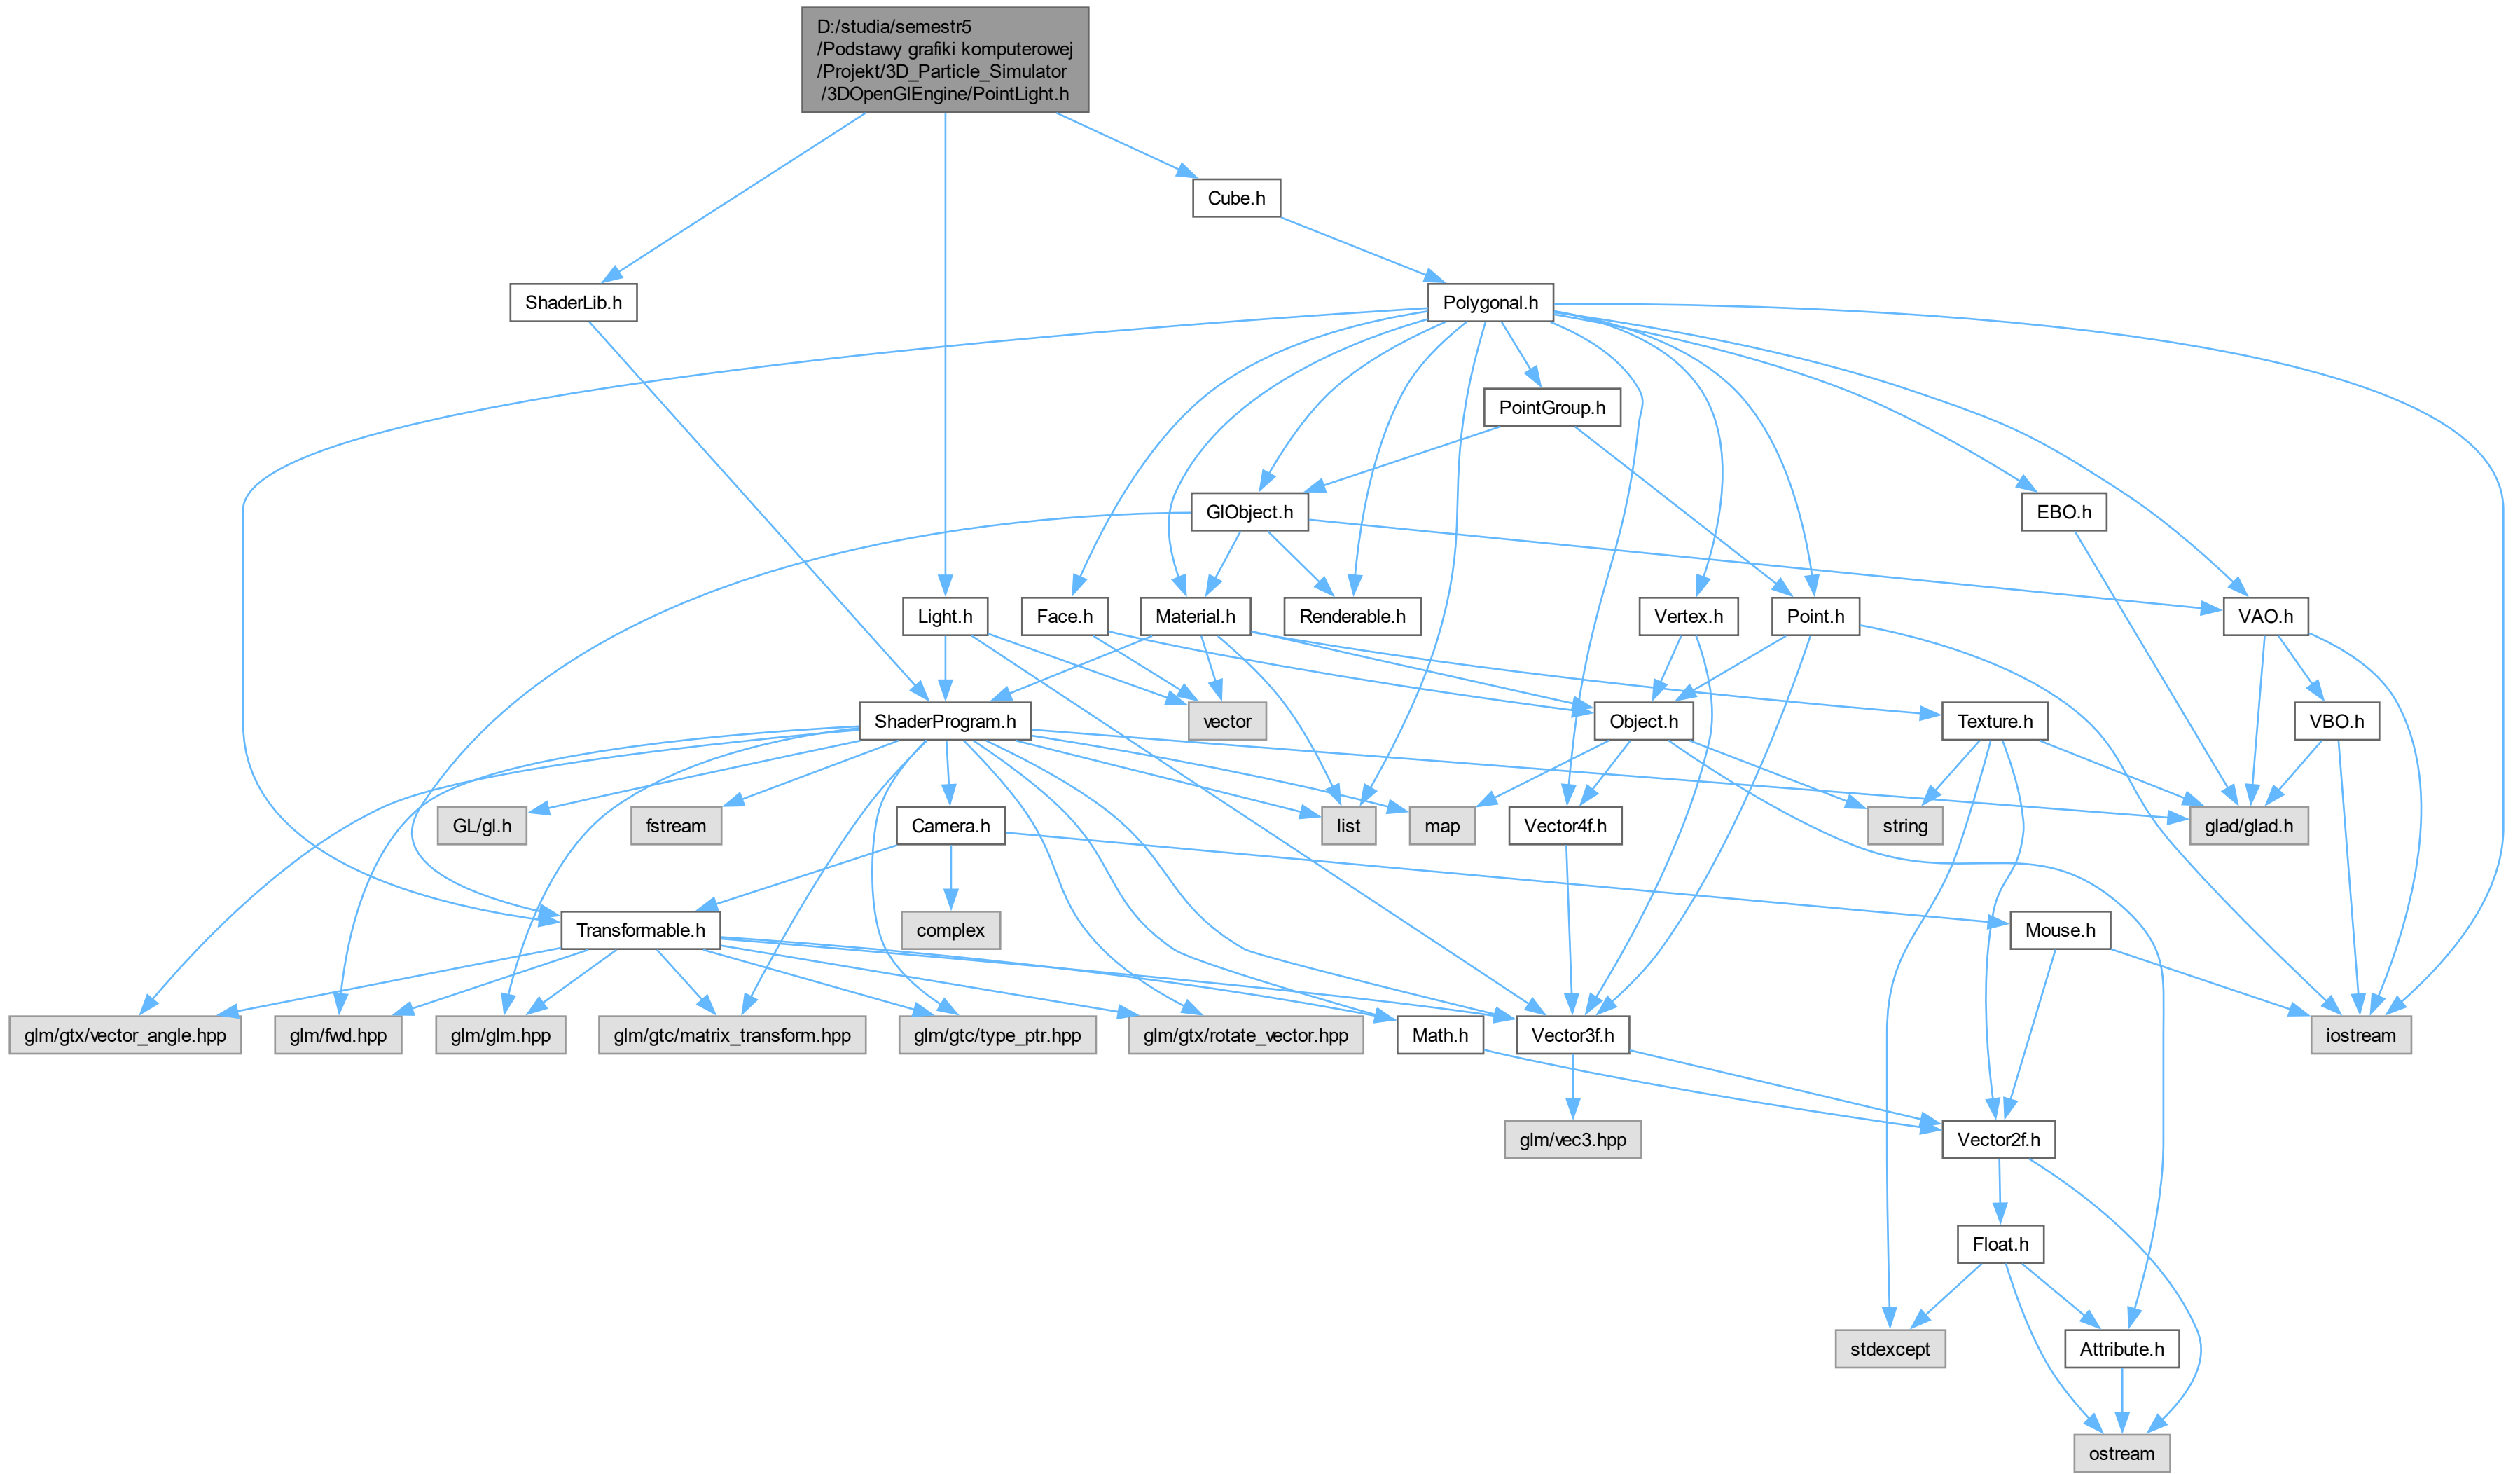 D:/studia/semestr5
/Podstawy grafiki komputerowej
/Projekt/3D_Particle_Simulator
/3DOpenGlEngine/PointLight.h
Cube.h
ShaderLib.h
Polygonal.h
PointGroup.h
GlObject.h
EBO.h
Light.h
Face.h
Material.h
Renderable.h
Vertex.h
Point.h
VAO.h
ShaderProgram.h
vector
Object.h
Texture.h
VBO.h
GL/gl.h
fstream
Camera.h
list
map
Vector4f.h
string
glad/glad.h
Transformable.h
complex
Mouse.h
glm/gtx/vector_angle.hpp
glm/fwd.hpp
glm/glm.hpp
glm/gtc/matrix_transform.hpp
glm/gtc/type_ptr.hpp
glm/gtx/rotate_vector.hpp
Math.h
Vector3f.h
iostream
glm/vec3.hpp
Vector2f.h
Float.h
stdexcept
Attribute.h
ostream